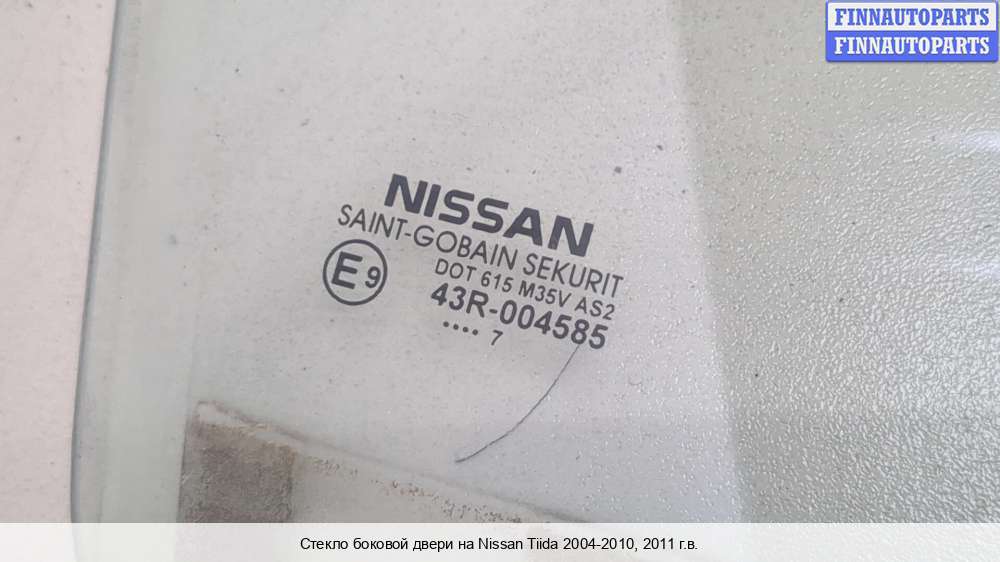 FINNAUTOPARTS
FINNAUTOPARTS
NISSAN
SAINT-GOBAIN SEKURIT
E9
DOT 615 M35V AS2
43R-004585
.... 7
Стекло боковой двери на Nissan Tiida 2004-2010, 2011 г.в.